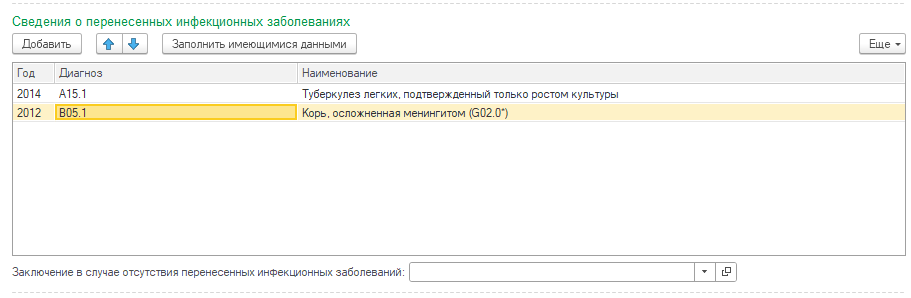 Сведения о перенесенных инфекционных заболеваниях
Добавить Заполнить имеющимися данными Еще
Год Диагноз Наименование
2014 A15.1 Туберкулез легких, подтвержденный только ростом культуры
2012 B05.1 Корь, осложненная менингитом (G02.0*)
Заключение в случае отсутствия перенесенных инфекционных заболеваний: